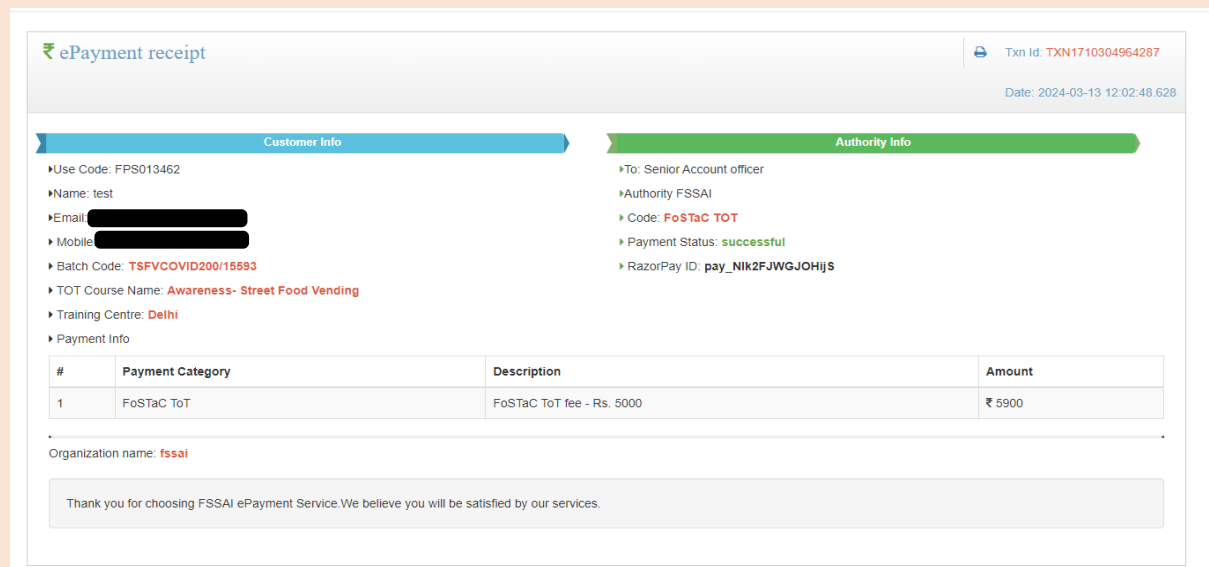 ₹ ePayment receipt
Txn Id: TXN1710304964287
Date: 2024-03-13 12:02:48.628
Customer Info
Use Code: FPS013462
Name: test
Email:
Mobile:
Batch Code: TSFVCOVID200/15593
TOT Course Name: Awareness- Street Food Vending
Training Centre: Delhi
Payment Info
Authority Info
To: Senior Account officer
Authority FSSAI
Code: FoSTaC TOT
Payment Status: successful
RazorPay ID: pay_NIk2FJWGJOHijS
# Payment Category Description Amount
1 FoSTaC ToT FoSTaC ToT fee - Rs. 5000 ₹ 5900
Organization name: fssai
Thank you for choosing FSSAI ePayment Service.We believe you will be satisfied by our services.